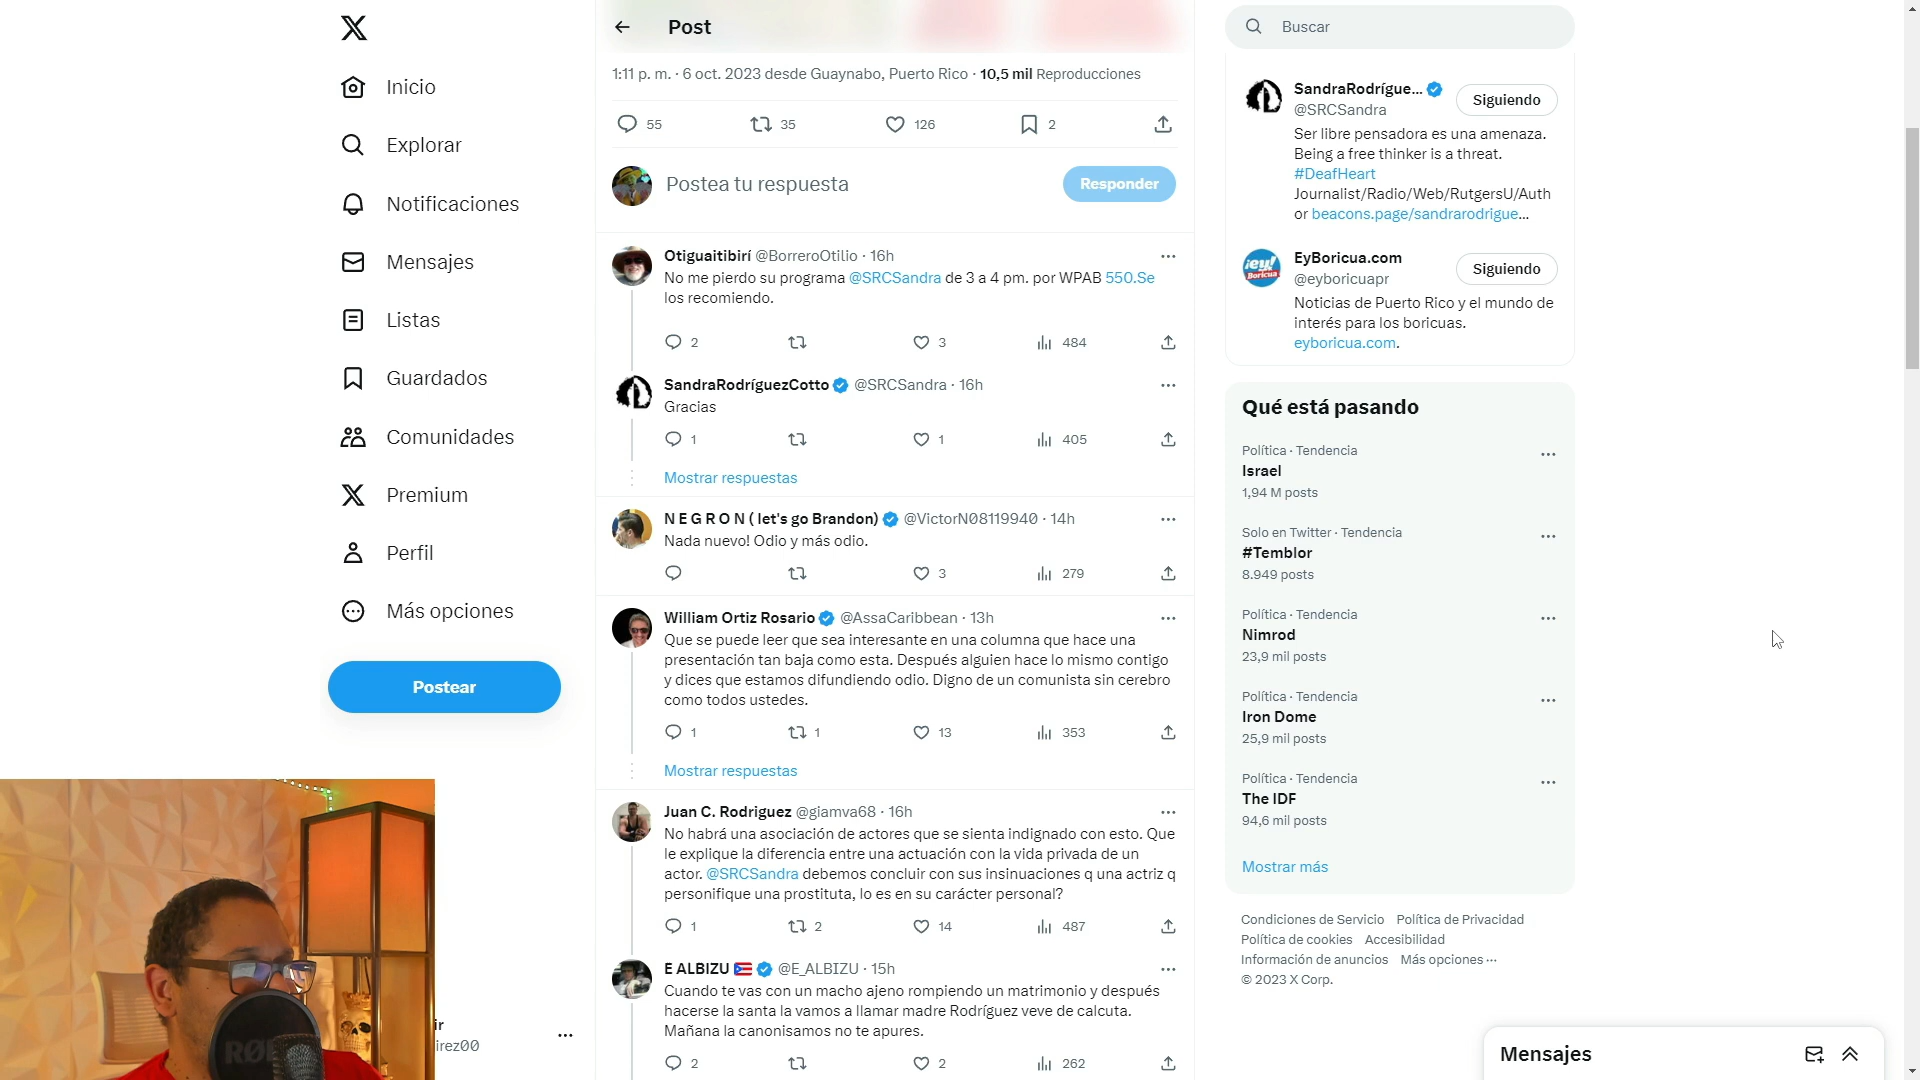 Inicio
Explorar
Notificaciones
Mensajes
Listas
Guardados
Comunidades
Premium
Perfil
Más opciones
Postear
ir
irez00
RØDE
Post
1:11 p. m. · 6 oct. 2023 desde Guaynabo, Puerto Rico · 10,5 mil Reproducciones
55 35 126 2
Postea tu respuesta
Responder
Otiguaitibirí @BorreroOtilio · 16h
No me pierdo su programa @SRCSandra de 3 a 4 pm. por WPAB 550.Se
los recomiendo.
2 3 484
SandraRodríguezCotto @SRCSandra · 16h
Gracias
1 1 405
Mostrar respuestas
N E G R O N ( let's go Brandon) @VictorN08119940 · 14h
Nada nuevo! Odio y más odio.
3 279
William Ortiz Rosario @AssaCaribbean · 13h
Que se puede leer que sea interesante en una columna que hace una
presentación tan baja como esta. Después alguien hace lo mismo contigo
y dices que estamos difundiendo odio. Digno de un comunista sin cerebro
como todos ustedes.
1 1 13 353
Mostrar respuestas
Juan C. Rodriguez @giamva68 · 16h
No habrá una asociación de actores que se sienta indignado con esto. Que
le explique la diferencia entre una actuación con la vida privada de un
actor. @SRCSandra debemos concluir con sus insinuaciones q una actriz q
personifique una prostituta, lo es en su carácter personal?
1 2 14 487
E ALBIZU @E_ALBIZU · 15h
Cuando te vas con un macho ajeno rompiendo un matrimonio y después
hacerse la santa la vamos a llamar madre Rodríguez veve de calcuta.
Mañana la canonisamos no te apures.
2 2 262
Buscar
SandraRodrígue...
@SRCSandra
Siguiendo
Ser libre pensadora es una amenaza.
Being a free thinker is a threat.
#DeafHeart
Journalist/Radio/Web/RutgersU/Auth
or beacons.page/sandrarodrigue...
¡ey!
Boricua
EyBoricua.com
@eyboricuapr
Siguiendo
Noticias de Puerto Rico y el mundo de
interés para los boricuas.
eyboricua.com.
Qué está pasando
Política · Tendencia
Israel
1,94 M posts
Solo en Twitter · Tendencia
#Temblor
8.949 posts
Política · Tendencia
Nimrod
23,9 mil posts
Política · Tendencia
Iron Dome
25,9 mil posts
Política · Tendencia
The IDF
94,6 mil posts
Mostrar más
Condiciones de Servicio Política de Privacidad
Política de cookies Accesibilidad
Información de anuncios Más opciones ···
© 2023 X Corp.
Mensajes